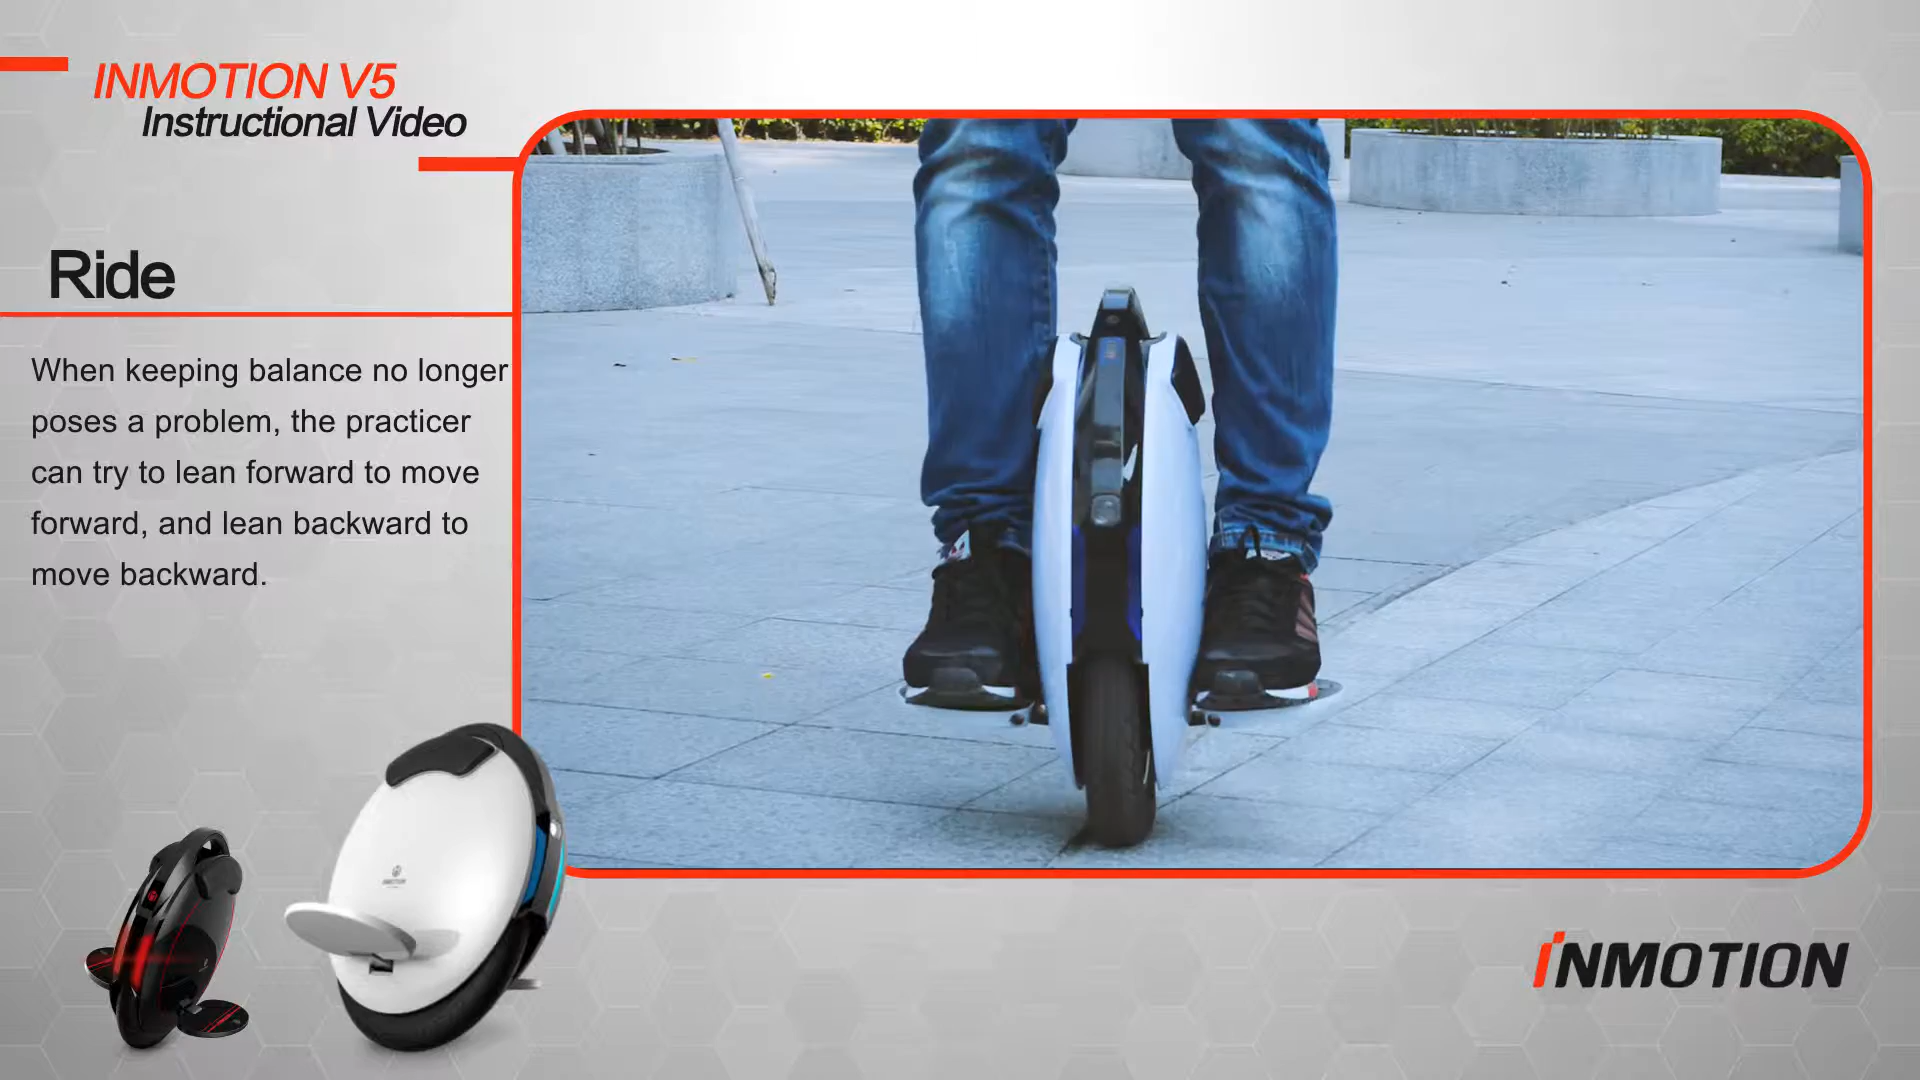 INMOTION V5
Instructional Video
Ride
When keeping balance no longer
poses a problem, the practicer
can try to lean forward to move
forward, and lean backward to
move backward.
INMOTION
INMOTION